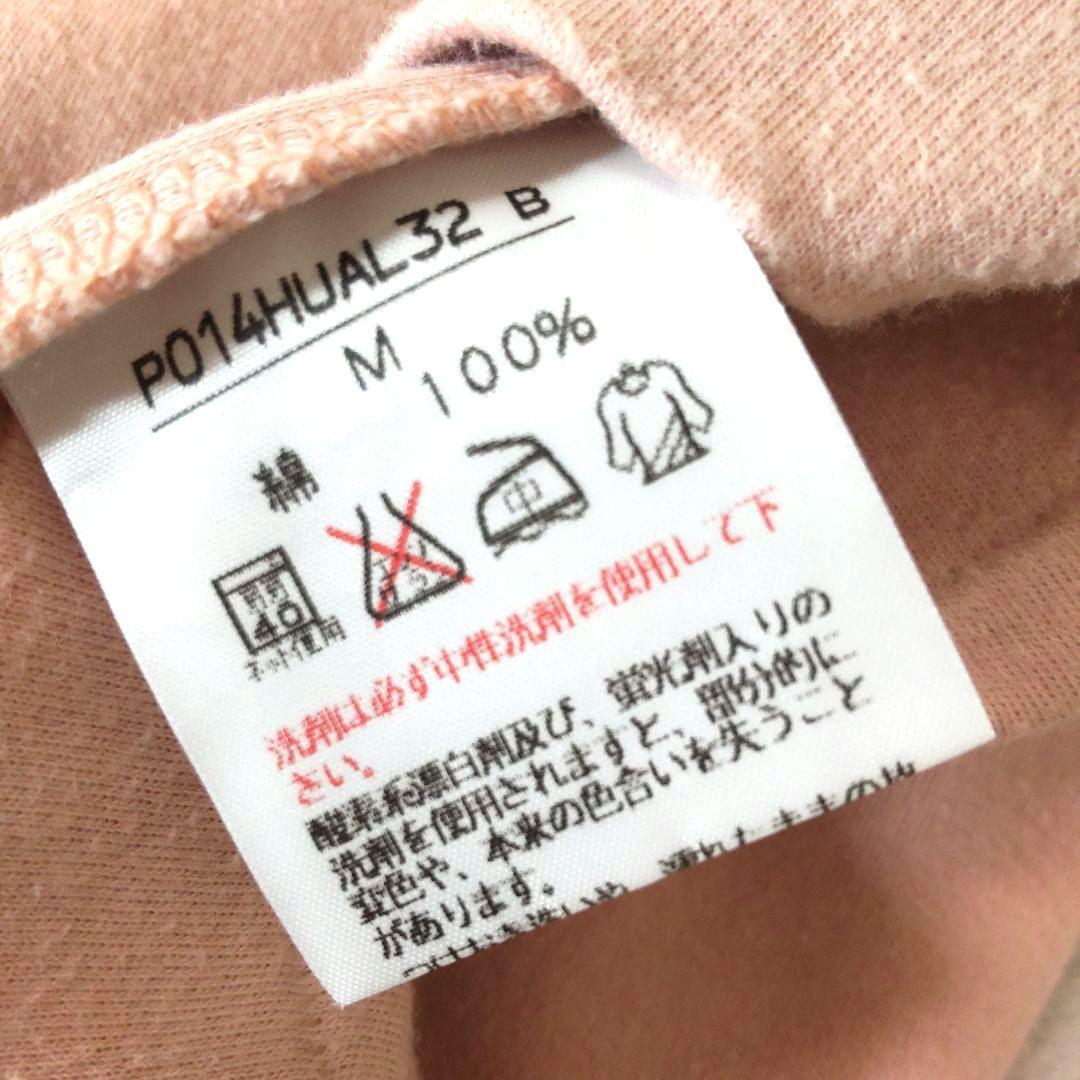 P014HUAL32 B
M
綿 100%
40
ネット使用
中
洗剤は必ず中性洗剤を使用して下
さい。
酸素系漂白剤及び、蛍光剤入りの
洗剤を使用されますと、部分的に
変色や、本来の色合いを失うこと
があります。